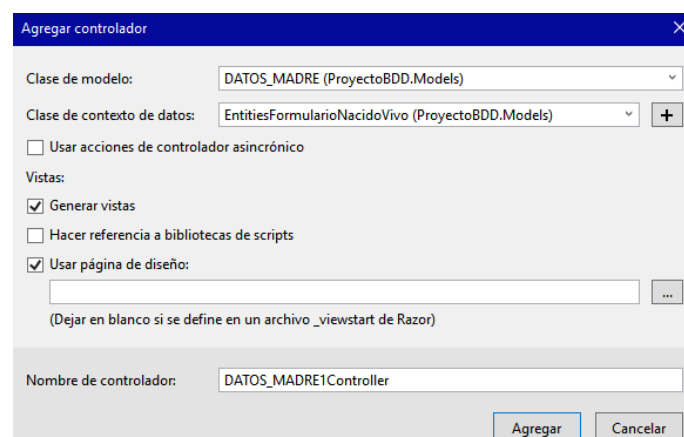 Agregar controlador
Clase de modelo: DATOS_MADRE (ProyectoBDD.Models)
Clase de contexto de datos: EntitiesFormularioNacidoVivo (ProyectoBDD.Models) +
Usar acciones de controlador asincrónico
Vistas:
Generar vistas
Hacer referencia a bibliotecas de scripts
Usar página de diseño:
...
(Dejar en blanco si se define en un archivo _viewstart de Razor)
Nombre de controlador: DATOS_MADRE1Controller
Agregar Cancelar